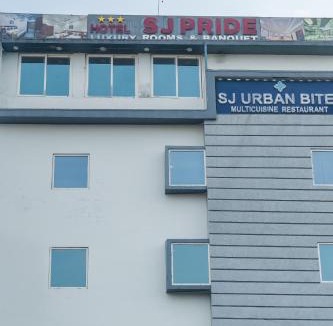 HOTEL SJ PRIDE
LUXURY ROOMS & BANQUET
SJ URBAN BITE
MULTICUISINE RESTAURANT